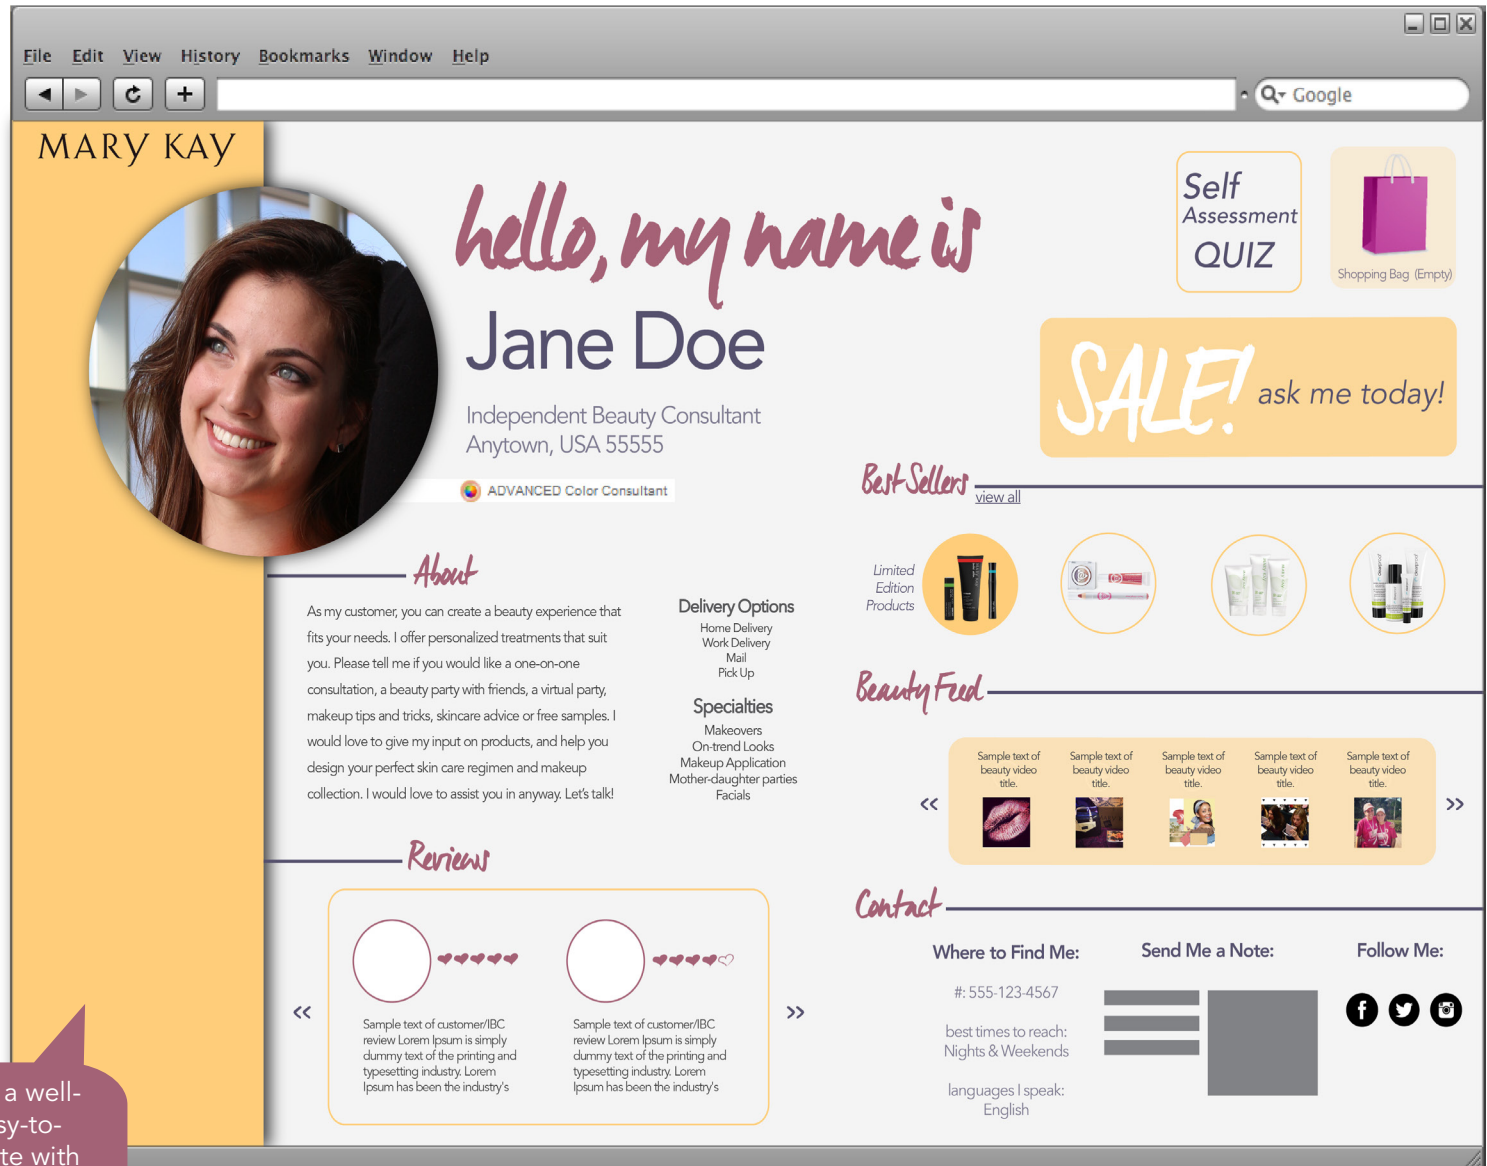 File Edit View History Bookmarks Window Help
Google
MARY KAY
hello, my name is
Jane Doe
Independent Beauty Consultant
Anytown, USA 55555
ADVANCED Color Consultant
Self
Assessment
QUIZ
Shopping Bag (Empty)
SALE! ask me today!
About
As my customer, you can create a beauty experience that
fits your needs. I offer personalized treatments that suit
you. Please tell me if you would like a one-on-one
consultation, a beauty party with friends, a virtual party,
makeup tips and tricks, skincare advice or free samples. I
would love to give my input on products, and help you
design your perfect skin care regimen and makeup
collection. I would love to assist you in anyway. Let's talk!
Delivery Options
Home Delivery
Work Delivery
Mail
Pick Up
Specialties
Makeovers
On-trend Looks
Makeup Application
Mother-daughter parties
Facials
Reviews
<<
Sample text of customer/IBC
review Lorem Ipsum is simply
dummy text of the printing and
typesetting industry. Lorem
Ipsum has been the industry's
Sample text of customer/IBC
review Lorem Ipsum is simply
dummy text of the printing and
typesetting industry. Lorem
Ipsum has been the industry's
>>
Best Sellers
view all
Limited
Edition
Products
Beauty Feed
<<
Sample text of
beauty video
title.
Sample text of
beauty video
title.
Sample text of
beauty video
title.
Sample text of
beauty video
title.
Sample text of
beauty video
title.
>>
Contact
Where to Find Me:
#: 555-123-4567
best times to reach:
Nights & Weekends
languages I speak:
English
Send Me a Note:
Follow Me:
a well-
sy-to-
te with